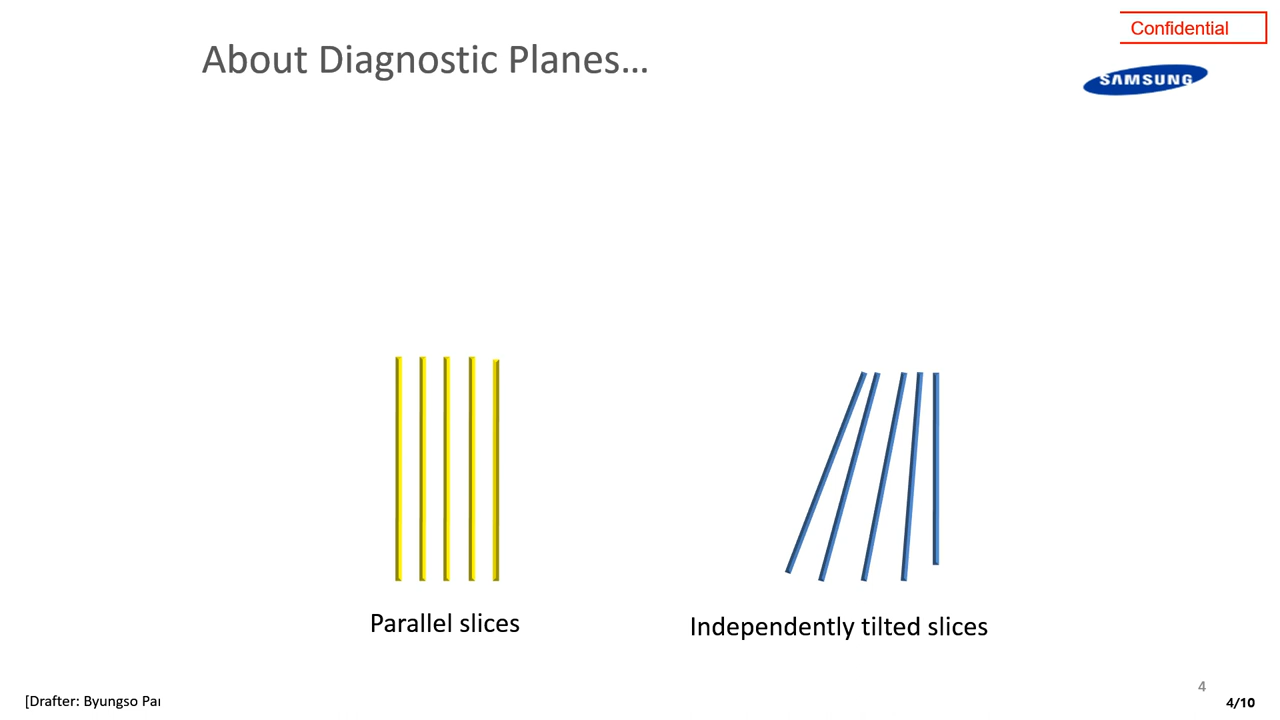 Confidential
About Diagnostic Planes...
SAMSUNG
Parallel slices
Independently tilted slices
4
[Drafter: Byungso
4/10